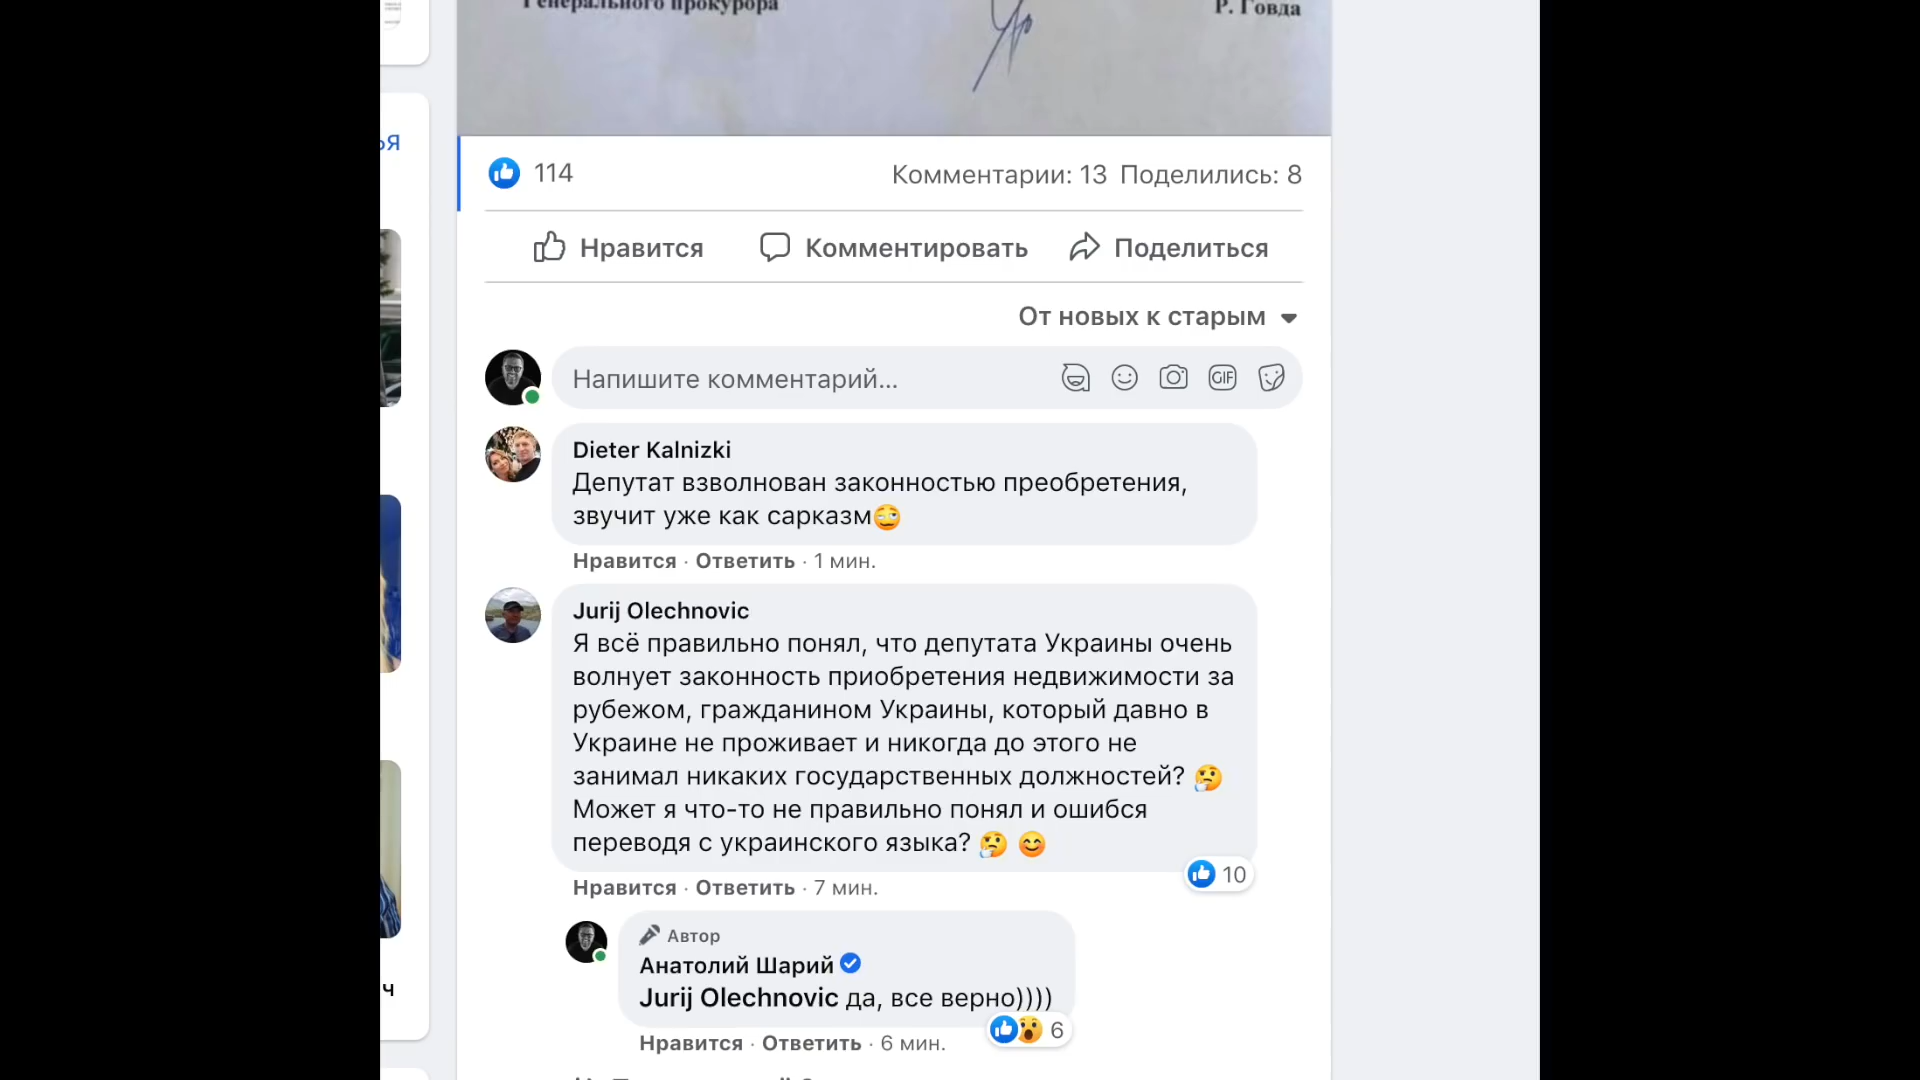 Генерального прокурора
Р. Говда
ья
114
Комментарии: 13 Поделились: 8
Нравится
Комментировать
Поделиться
От новых к старым
Напишите комментарий...
GIF
Dieter Kalnizki
Депутат взволнован законностью преобретения,
звучит уже как сарказм🙄
Нравится · Ответить · 1 мин.
Jurij Olechnovic
Я всё правильно понял, что депутата Украины очень
волнует законность приобретения недвижимости за
рубежом, гражданином Украины, который давно в
Украине не проживает и никогда до этого не
занимал никаких государственных должностей? 🤔
Может я что-то не правильно понял и ошибся
переводя с украинского языка? 🤔 😊
10
Нравится · Ответить · 7 мин.
Автор
Анатолий Шарий
Jurij Olechnovic да, все верно))))
6
Нравится · Ответить · 6 мин.
ч